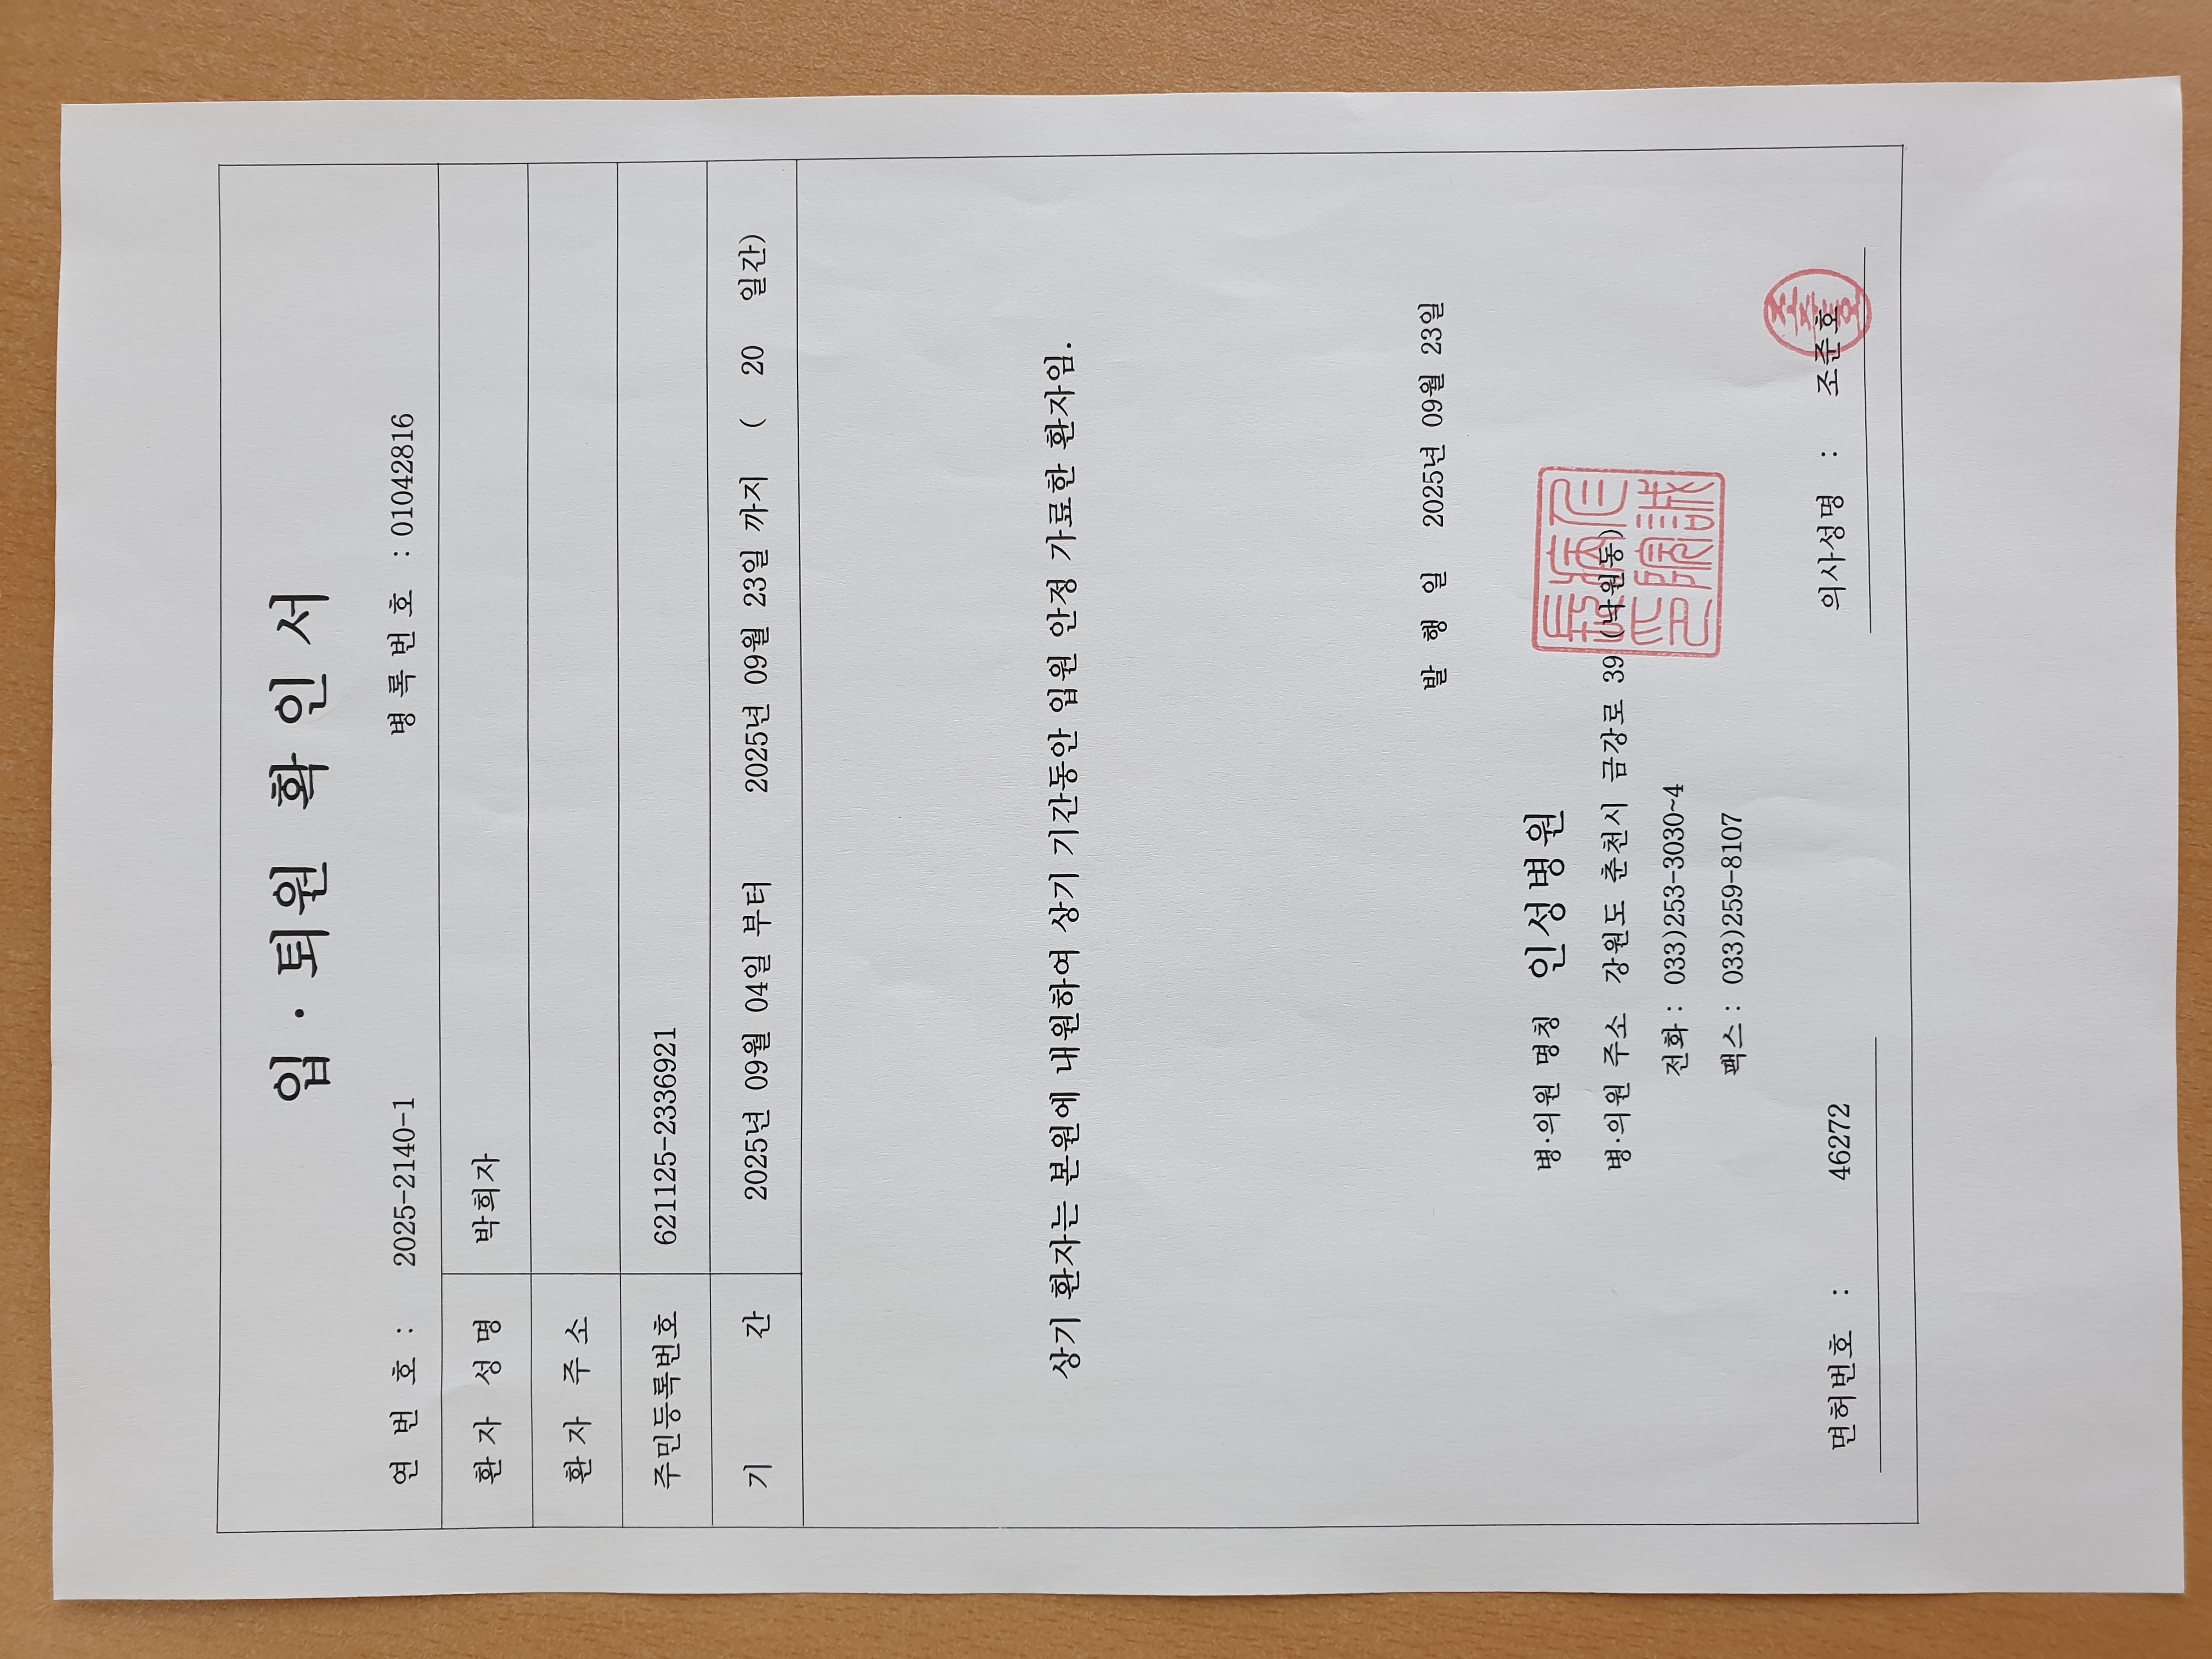 입·퇴원 확인서
연 번 호 : 2025-2140-1 병 록 번 호 : 01042816
환 자 성 명 박희자
환 자 주 소
주민등록번호 621125-2336921
기 간 2025년 09월 04일 부터 2025년 09월 23일 까지 ( 20 일간)
상기 환자는 본원에 내원하여 상기 기간동안 입원 안정 가료한 환자임.
발 행 일 2025년 09월 23일
병·의원 명칭 인성병원
병·의원 주소 강원도 춘천시 금강로 39 (낙원동)
전화 : 033)253-3030~4
팩스 : 033)259-8107
면허번호 : 46272 의사성명 : 조준호